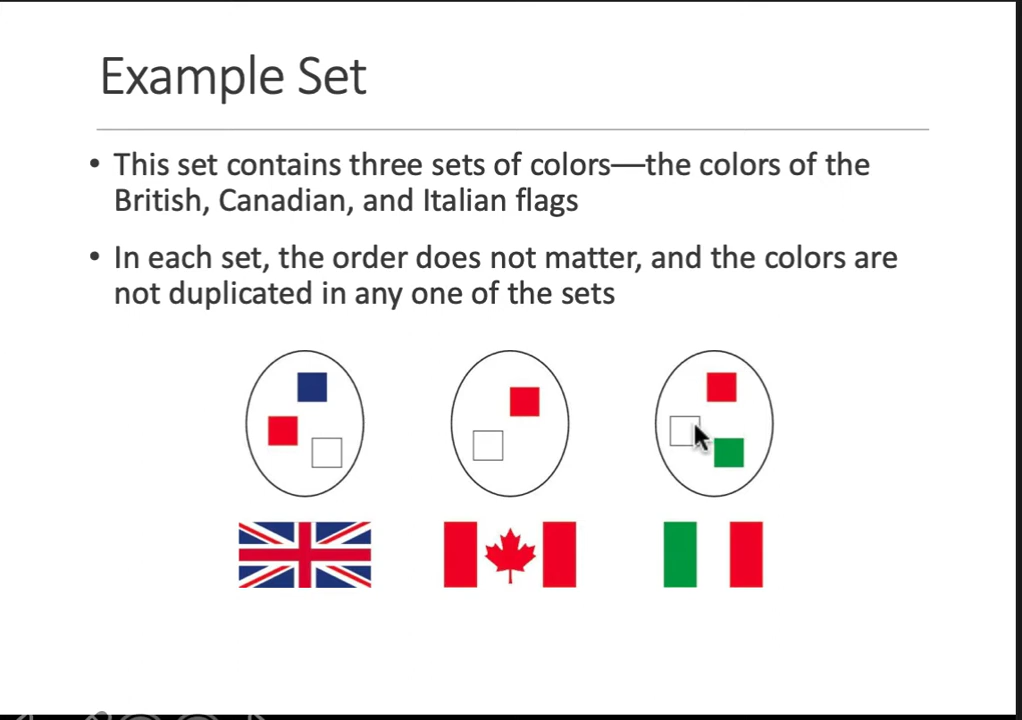 Example Set
• This set contains three sets of colors—the colors of the
British, Canadian, and Italian flags
• In each set, the order does not matter, and the colors are
not duplicated in any one of the sets